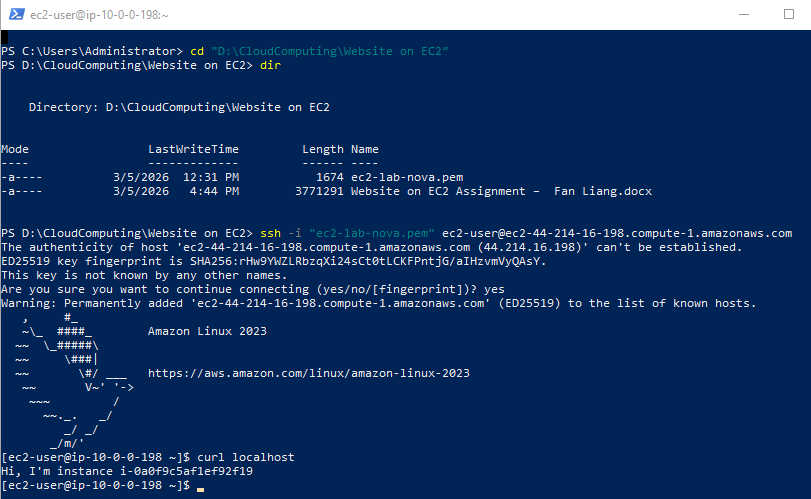 ec2-user@ip-10-0-0-198:~
PS C:\Users\Administrator> cd "D:\CloudComputing\Website on EC2"
PS D:\CloudComputing\Website on EC2> dir
    Directory: D:\CloudComputing\Website on EC2
Mode                 LastWriteTime         Length Name
----                 -------------         ------ ----
-a----          3/5/2026  12:31 PM           1674 ec2-lab-nova.pem
-a----          3/5/2026   4:44 PM        3771291 Website on EC2 Assignment –  Fan Liang.docx
PS D:\CloudComputing\Website on EC2> ssh -i "ec2-lab-nova.pem" ec2-user@ec2-44-214-16-198.compute-1.amazonaws.com
The authenticity of host 'ec2-44-214-16-198.compute-1.amazonaws.com (44.214.16.198)' can't be established.
ED25519 key fingerprint is SHA256:rHw9YWZLRbzqXi24sCt0tLCKFPntjG/aIHzvmVyQAsY.
This key is not known by any other names.
Are you sure you want to continue connecting (yes/no/[fingerprint])? yes
Warning: Permanently added 'ec2-44-214-16-198.compute-1.amazonaws.com' (ED25519) to the list of known hosts.
   ,     #_
   ~\_  ####_        Amazon Linux 2023
  ~~  \_#####\
  ~~     \###|
  ~~       \#/ ___   https://aws.amazon.com/linux/amazon-linux-2023
   ~~       V~' '->
    ~~~         /
      ~~._.   _/
         _/ _/
       _/m/'
[ec2-user@ip-10-0-0-198 ~]$ curl localhost
Hi, I'm instance i-0a0f9c5af1ef92f19
[ec2-user@ip-10-0-0-198 ~]$